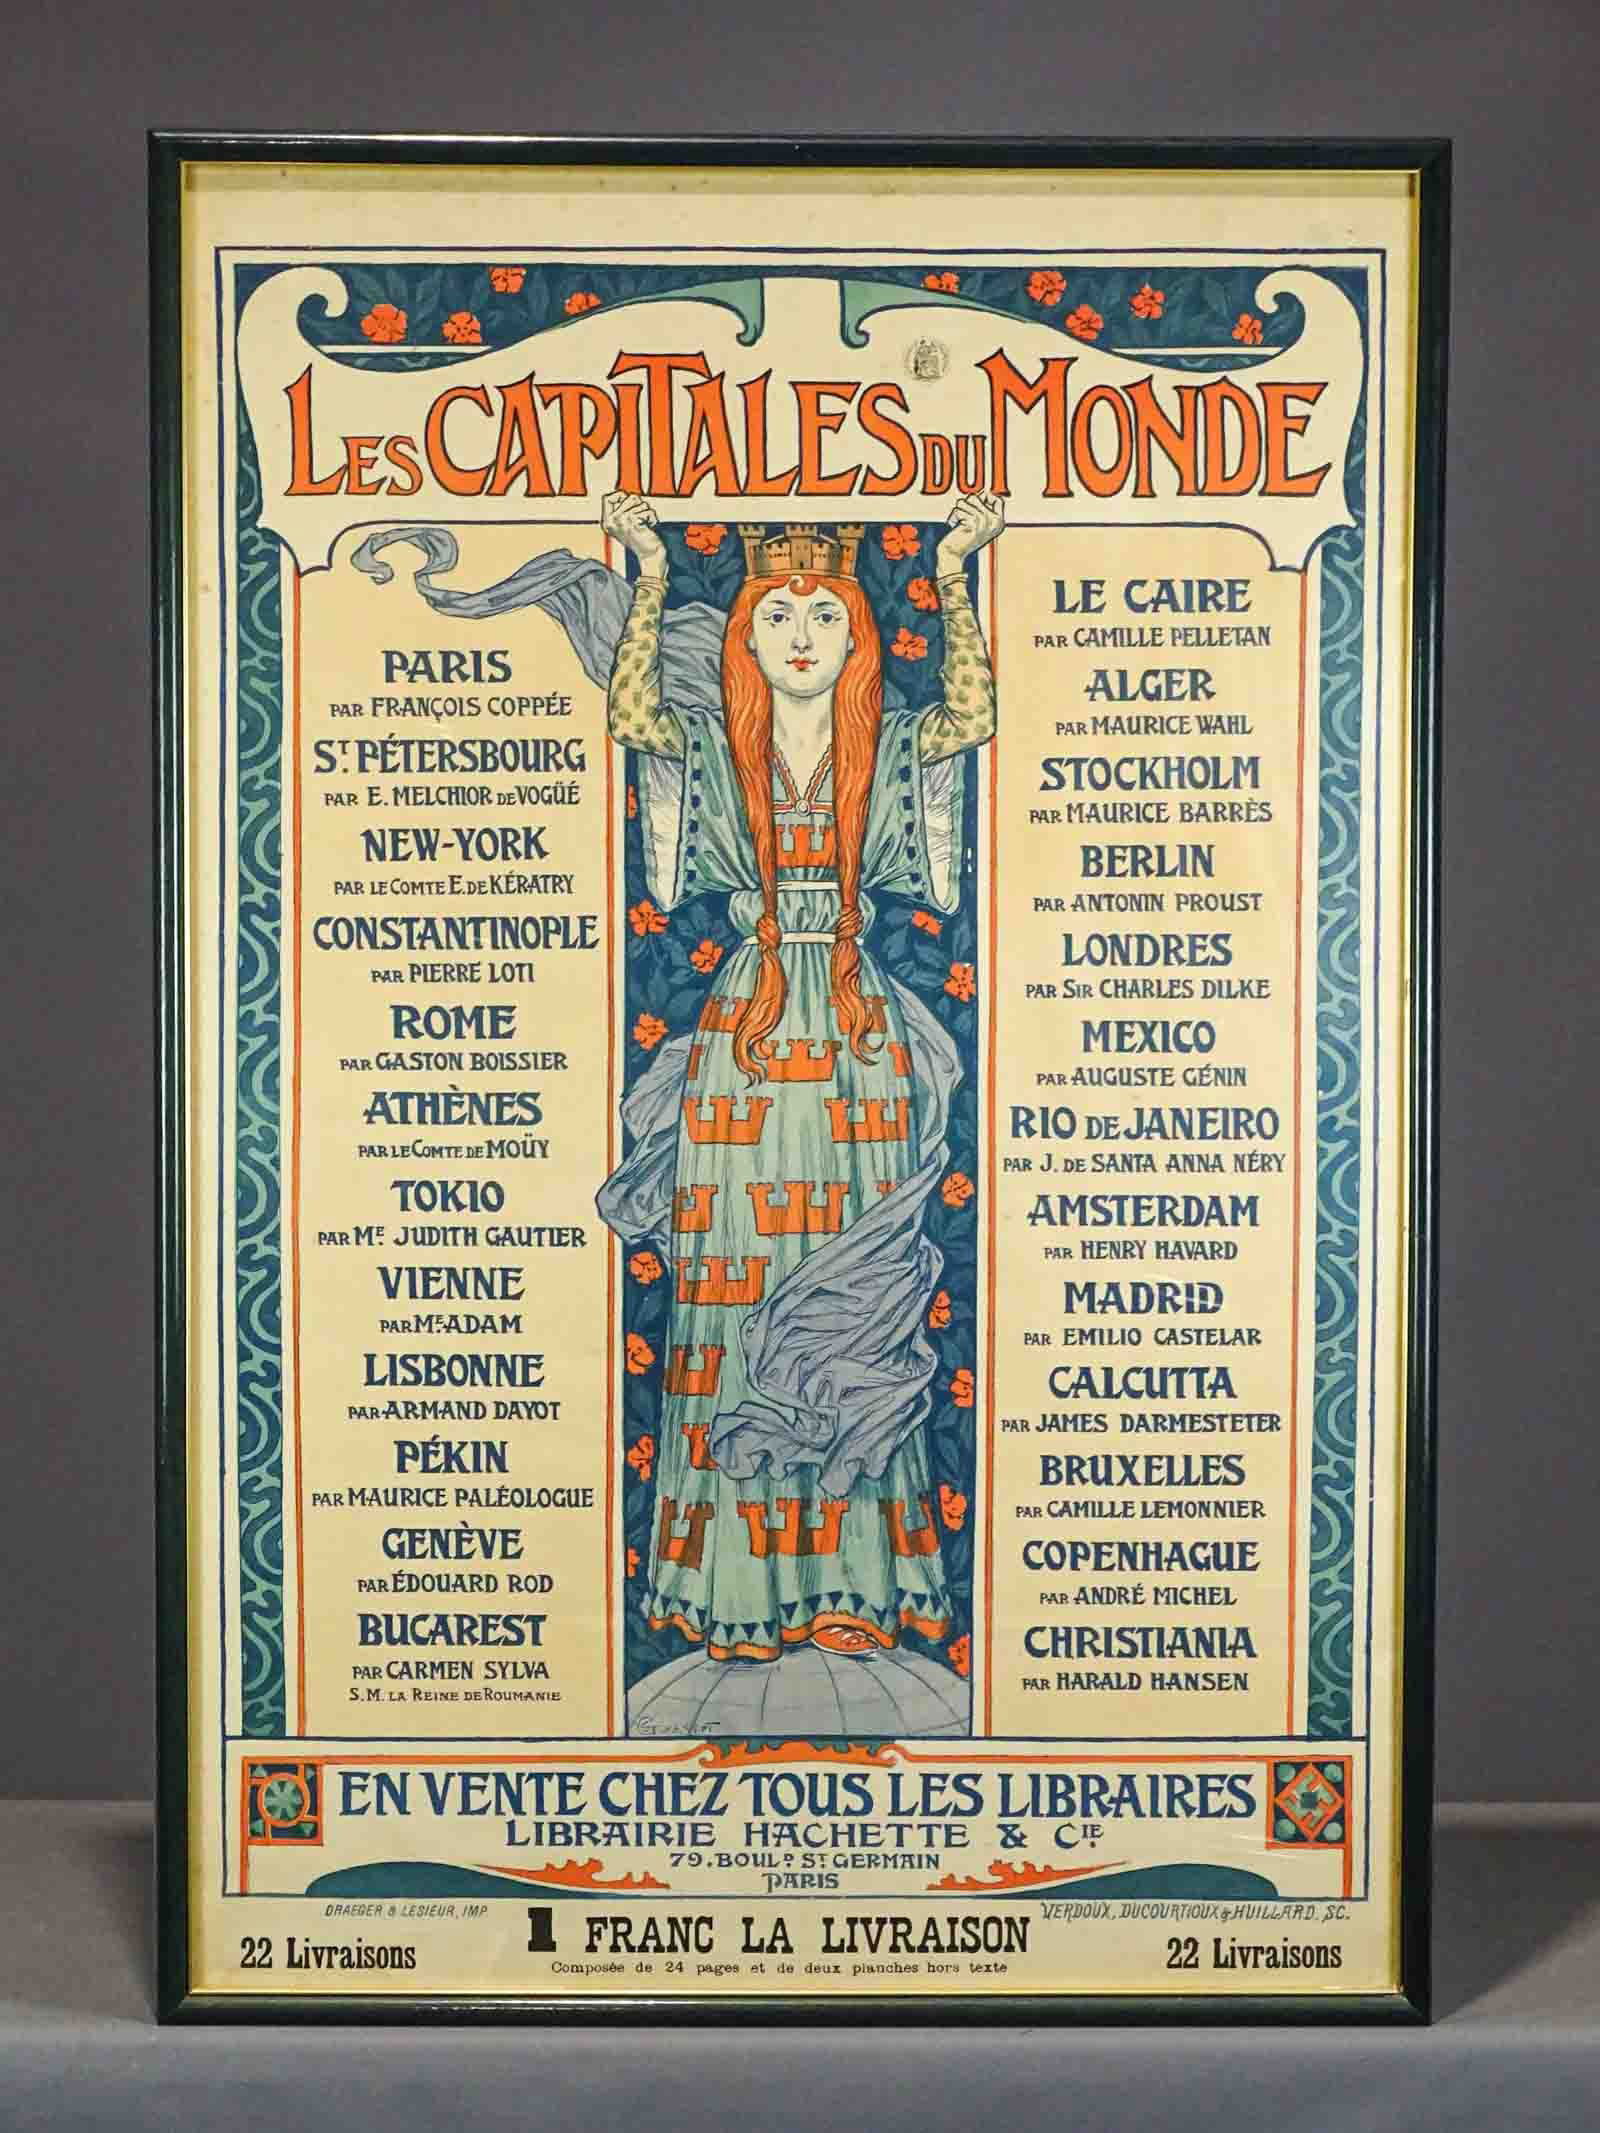 LES CAPITALES DU MONDE
PARIS
PAR FRANÇOIS COPPÉE
ST. PÉTERSBOURG
PAR E. MELCHIOR DE VOGÜÉ
NEW-YORK
PAR LE COMTE E. DE KÉRATRY
CONSTANTINOPLE
PAR PIERRE LOTI
ROME
PAR GASTON BOISSIER
ATHÈNES
PAR LE COMTE DE MOÜY
TOKIO
PAR ME. JUDITH GAUTIER
VIENNE
PAR ME. ADAM
LISBONNE
PAR ARMAND DAYOT
PÉKIN
PAR MAURICE PALÉOLOGUE
GENÈVE
PAR ÉDOUARD ROD
BUCAREST
PAR CARMEN SYLVA
S.M. LA REINE DE ROUMANIE
LE CAIRE
PAR CAMILLE PELLETAN
ALGER
PAR MAURICE WAHL
STOCKHOLM
PAR MAURICE BARRÈS
BERLIN
PAR ANTONIN PROUST
LONDRES
PAR SIR CHARLES DILKE
MEXICO
PAR AUGUSTE GÉNIN
RIO DE JANEIRO
PAR J. DE SANTA ANNA NÉRY
AMSTERDAM
PAR HENRY HAVARD
MADRID
PAR EMILIO CASTELAR
CALCUTTA
PAR JAMES DARMESTETER
BRUXELLES
PAR CAMILLE LEMONNIER
COPENHAGUE
PAR ANDRÉ MICHEL
CHRISTIANIA
PAR HARALD HANSEN
EN VENTE CHEZ TOUS LES LIBRAIRES
LIBRAIRIE HACHETTE & CIE.
79. BOULD. ST GERMAIN
PARIS
DRAEGER & LESIEUR, IMP.
VERDOUX, DUCOURTIOUX & HUILLARD. SC.
22 Livraisons
1 FRANC LA LIVRAISON
22 Livraisons
Composée de 24 pages et de deux planches hors texte